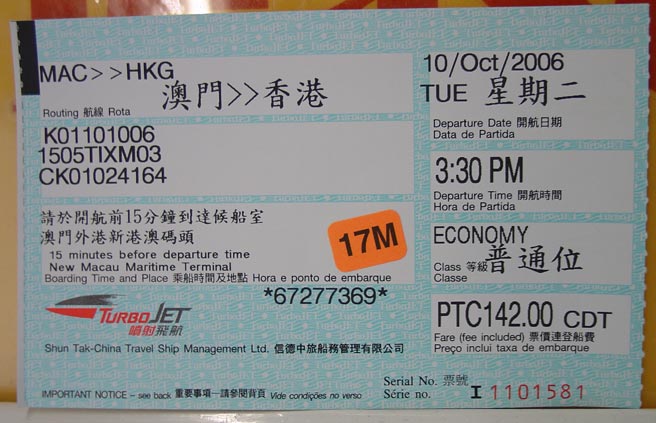 MAC>>HKG
澳門>>香港
Routing 航線 Rota
K01101006
1505TIXM03
CK01024164
請於開航前15分鐘到達候船室
澳門外港新港澳碼頭
15 minutes before departure time
New Macau Maritime Terminal
Boarding Time and Place 乘船時間及地點 Hora e ponto de embarque
17M
*67277369*
TURBOJET
噴射飛航
Shun Tak-China Travel Ship Management Ltd. 信德中旅船務管理有限公司
IMPORTANT NOTICE – see back 重要事項—請參閱背頁 Vide condições no verso
10/Oct/2006
TUE 星期二
Departure Date 開航日期
Data de Partida
3:30 PM
Departure Time 開航時間
Hora de Partida
ECONOMY
Class 等級 普通位
Classe
PTC142.00 CDT
Fare (fee included) 票價連登船費
Preço inclui taxa de embarque
Serial No. 票號
Série no. I 1101581